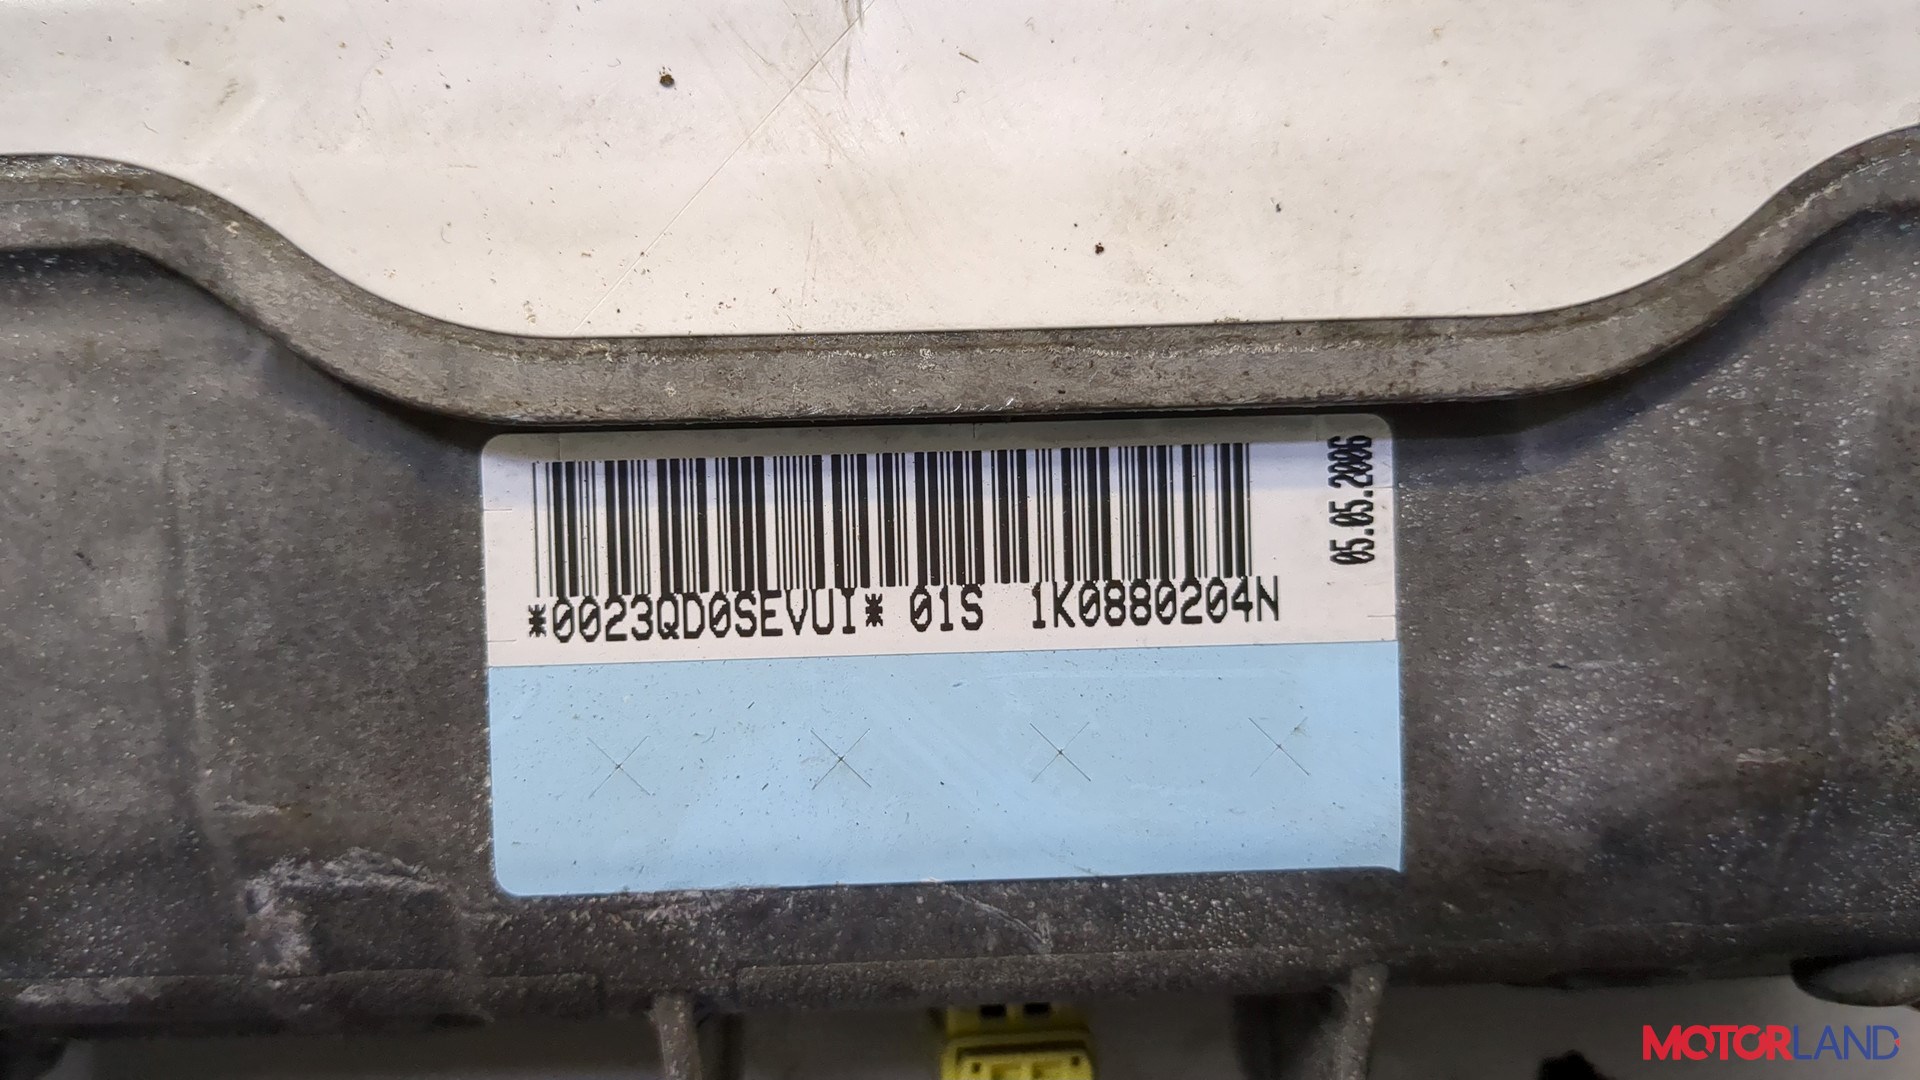 *0023QD0SEVUI* 01S 1K0880204N
05.05.2006
MOTORLAND